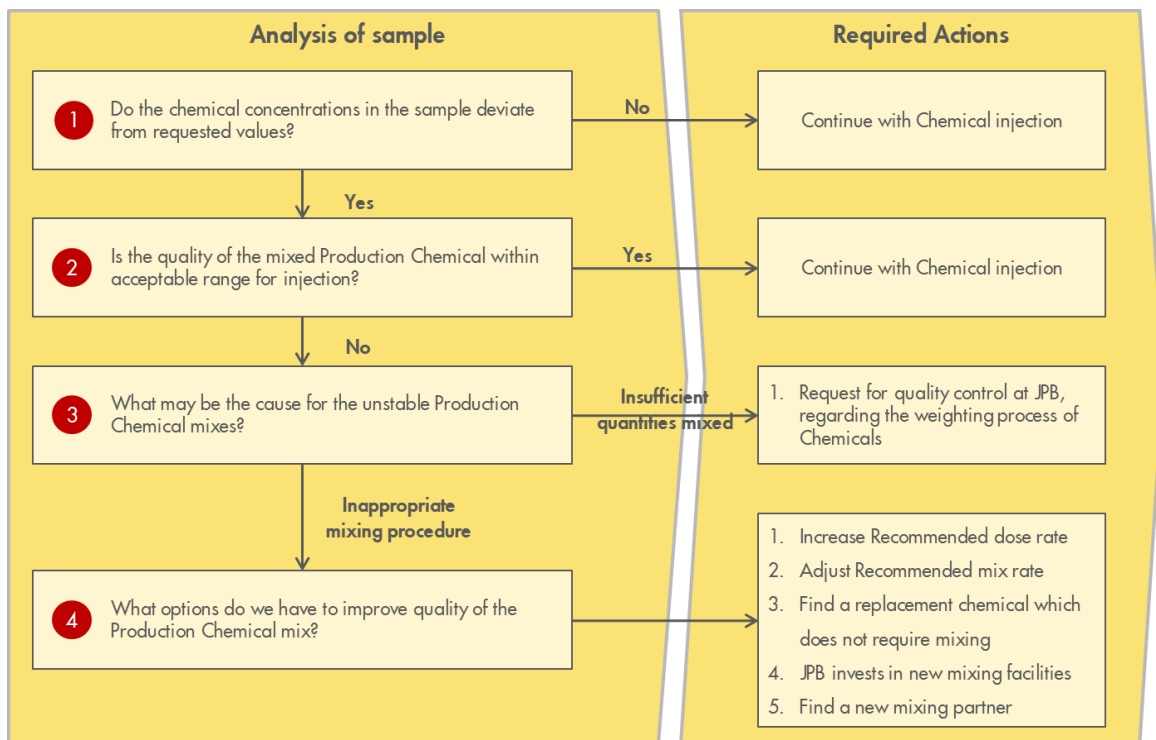 Analysis of sample
Required Actions
1
Do the chemical concentrations in the sample deviate
from requested values?
No
Continue with Chemical injection
Yes
2
Is the quality of the mixed Production Chemical within
acceptable range for injection?
Yes
Continue with Chemical injection
No
3
What may be the cause for the unstable Production
Chemical mixes?
Insufficient
quantities mixed
1. Request for quality control at JPB,
regarding the weighting process of
Chemicals
Inappropriate
mixing procedure
4
What options do we have to improve quality of the
Production Chemical mix?
1. Increase Recommended dose rate
2. Adjust Recommended mix rate
3. Find a replacement chemical which
does not require mixing
4. JPB invests in new mixing facilities
5. Find a new mixing partner